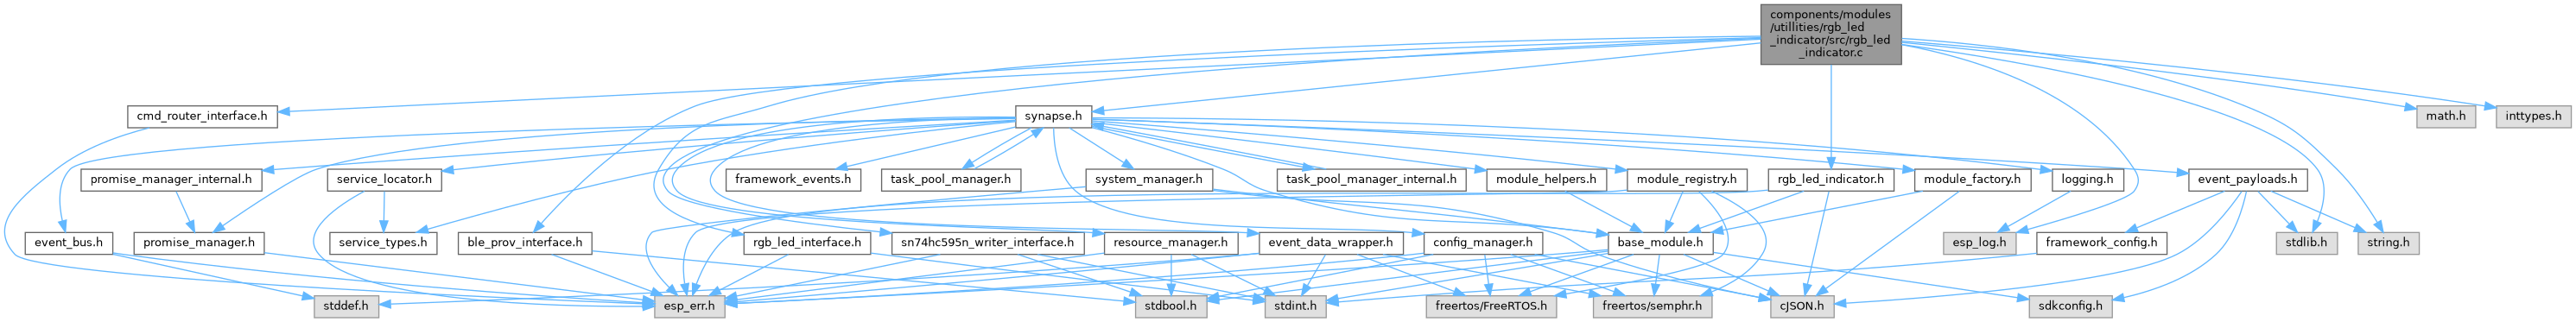 components/modules
/utillities/rgb_led
_indicator/src/rgb_led
_indicator.c
cmd_router_interface.h
synapse.h
math.h
inttypes.h
promise_manager_internal.h
service_locator.h
framework_events.h
task_pool_manager.h
system_manager.h
task_pool_manager_internal.h
module_helpers.h
module_registry.h
rgb_led_indicator.h
module_factory.h
logging.h
event_payloads.h
event_bus.h
promise_manager.h
service_types.h
ble_prov_interface.h
rgb_led_interface.h
sn74hc595n_writer_interface.h
resource_manager.h
event_data_wrapper.h
config_manager.h
base_module.h
esp_log.h
framework_config.h
stdlib.h
string.h
stddef.h
esp_err.h
stdbool.h
stdint.h
freertos/FreeRTOS.h
freertos/semphr.h
cJSON.h
sdkconfig.h